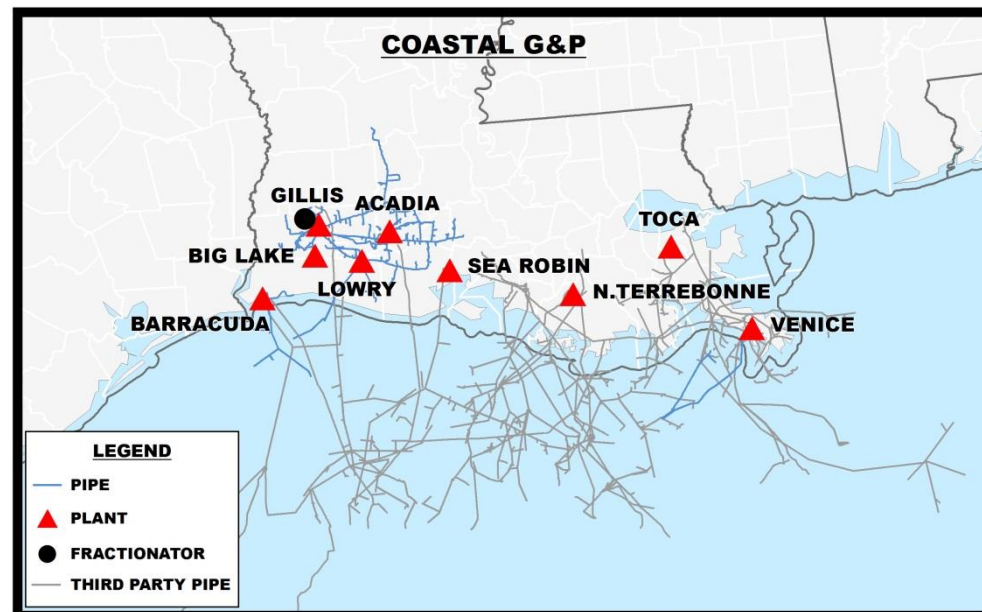 COASTAL G&P
GILLIS
ACADIA
TOCA
BIG LAKE
SEA ROBIN
LOWRY
N.TERREBONNE
BARRACUDA
VENICE
LEGEND
PIPE
PLANT
FRACTIONATOR
THIRD PARTY PIPE